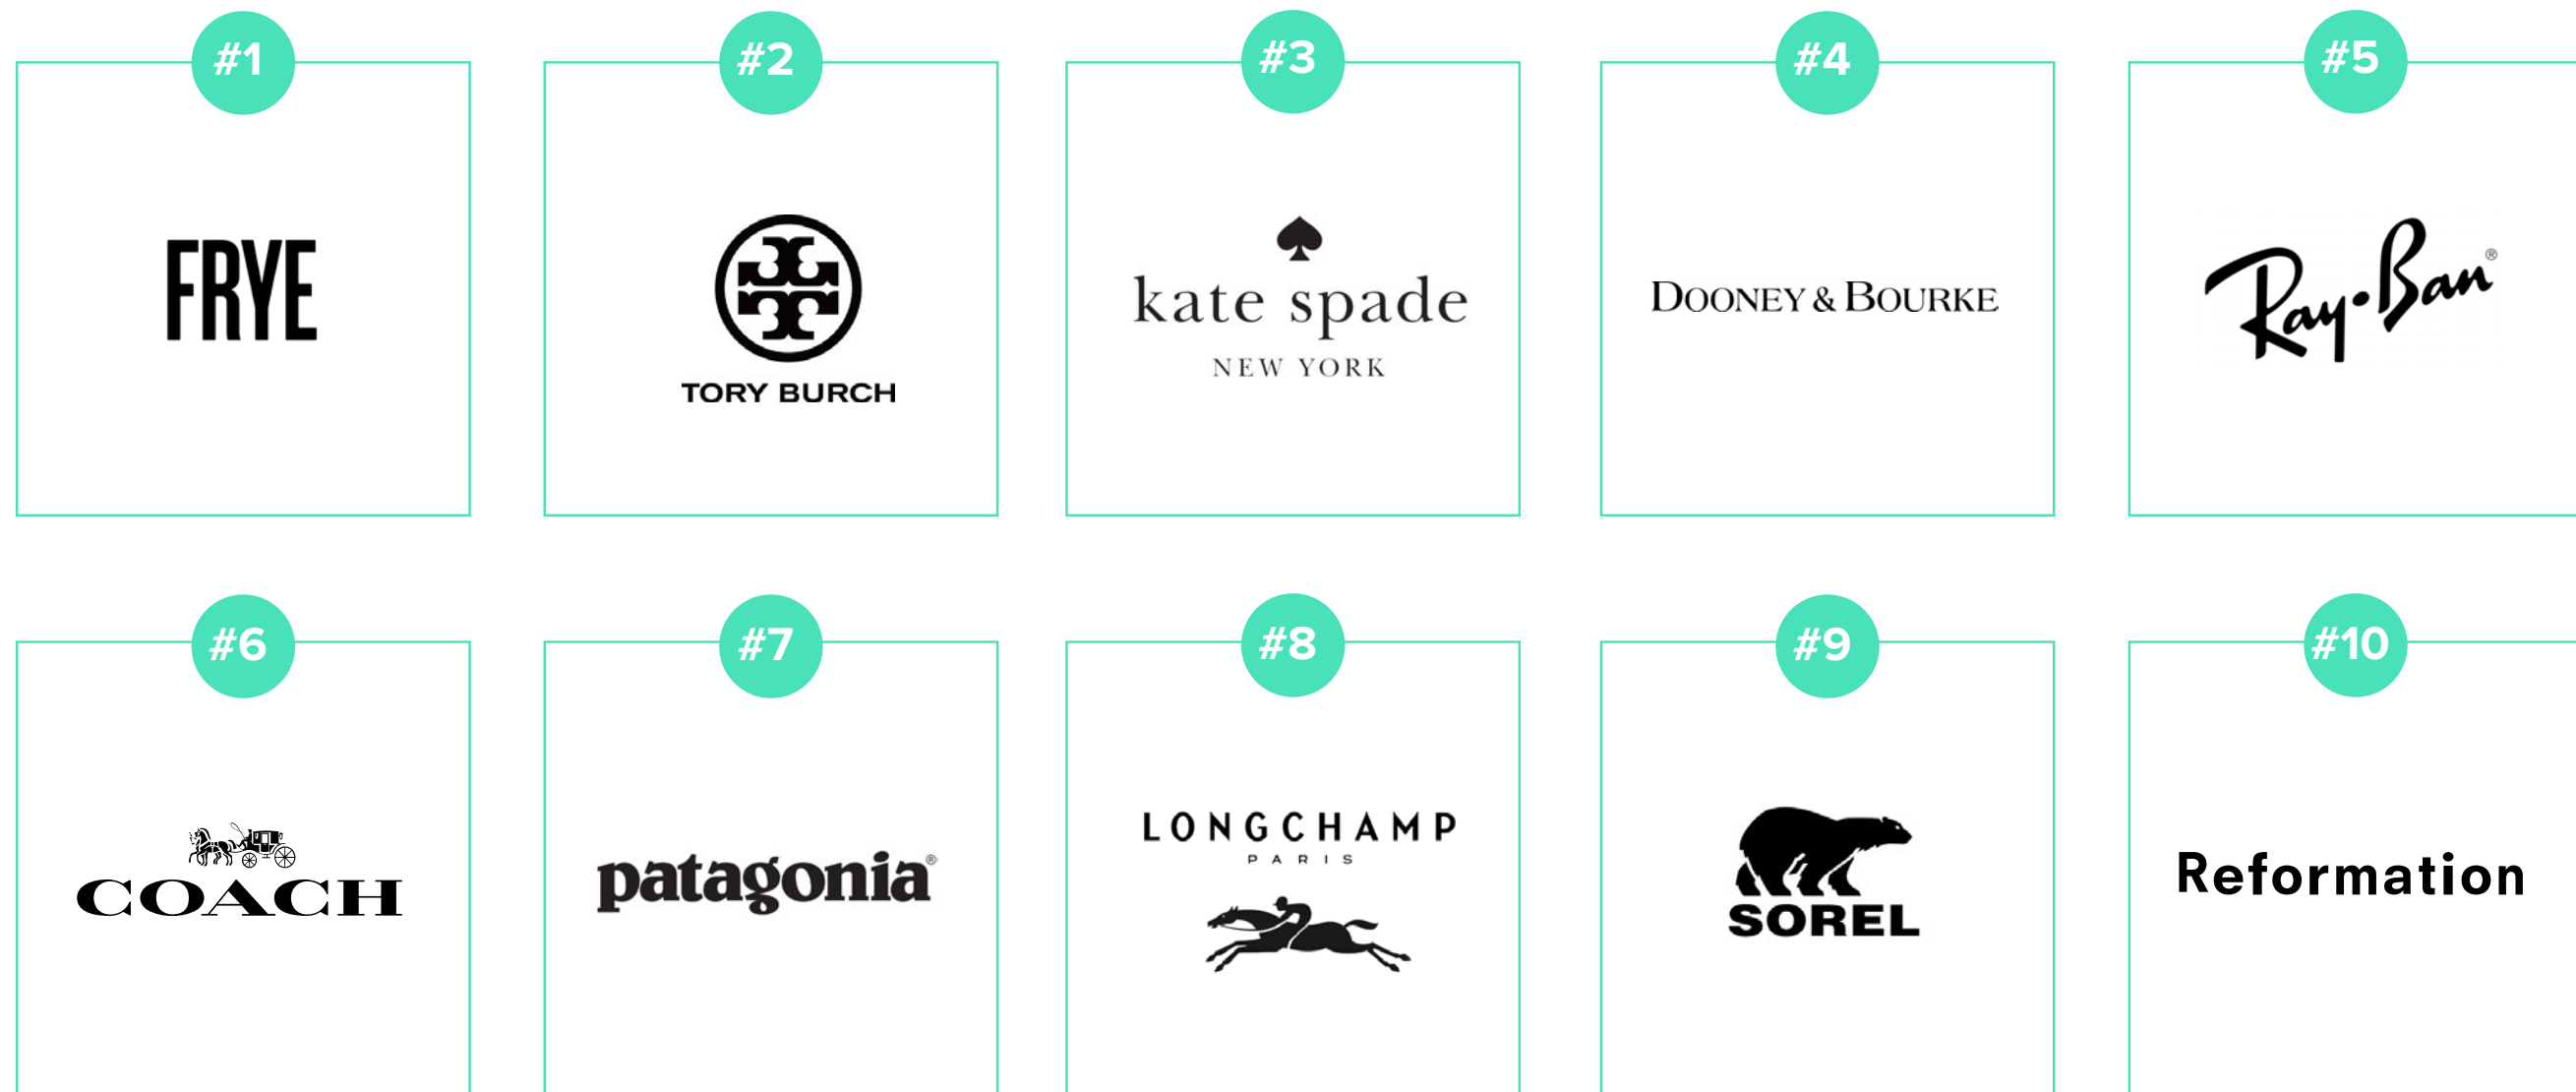 #1
FRYE
#2
TORY BURCH
#3
kate spade
NEW YORK
#4
DOONEY & BOURKE
#5
Ray-Ban®
#6
COACH
#7
patagonia®
#8
LONGCHAMP
PARIS
#9
SOREL
#10
Reformation